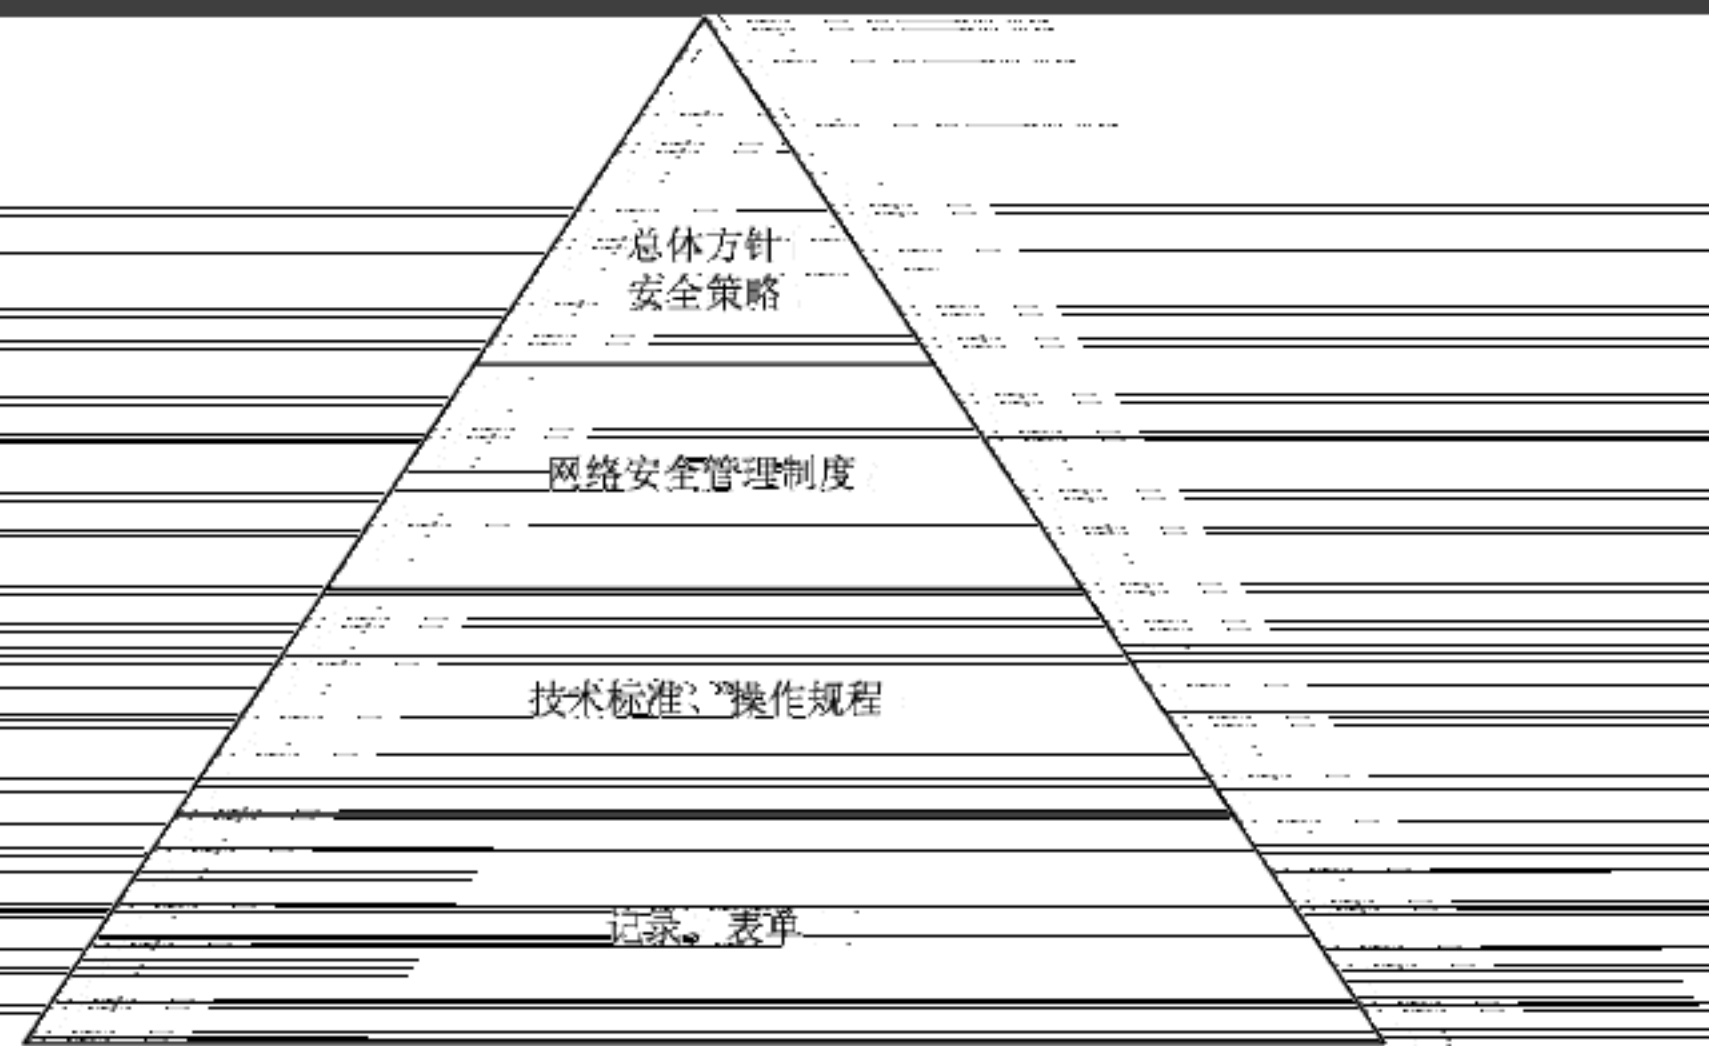 总体方针
安全策略
网络安全管理制度
技术标准、操作规程
记录、表单